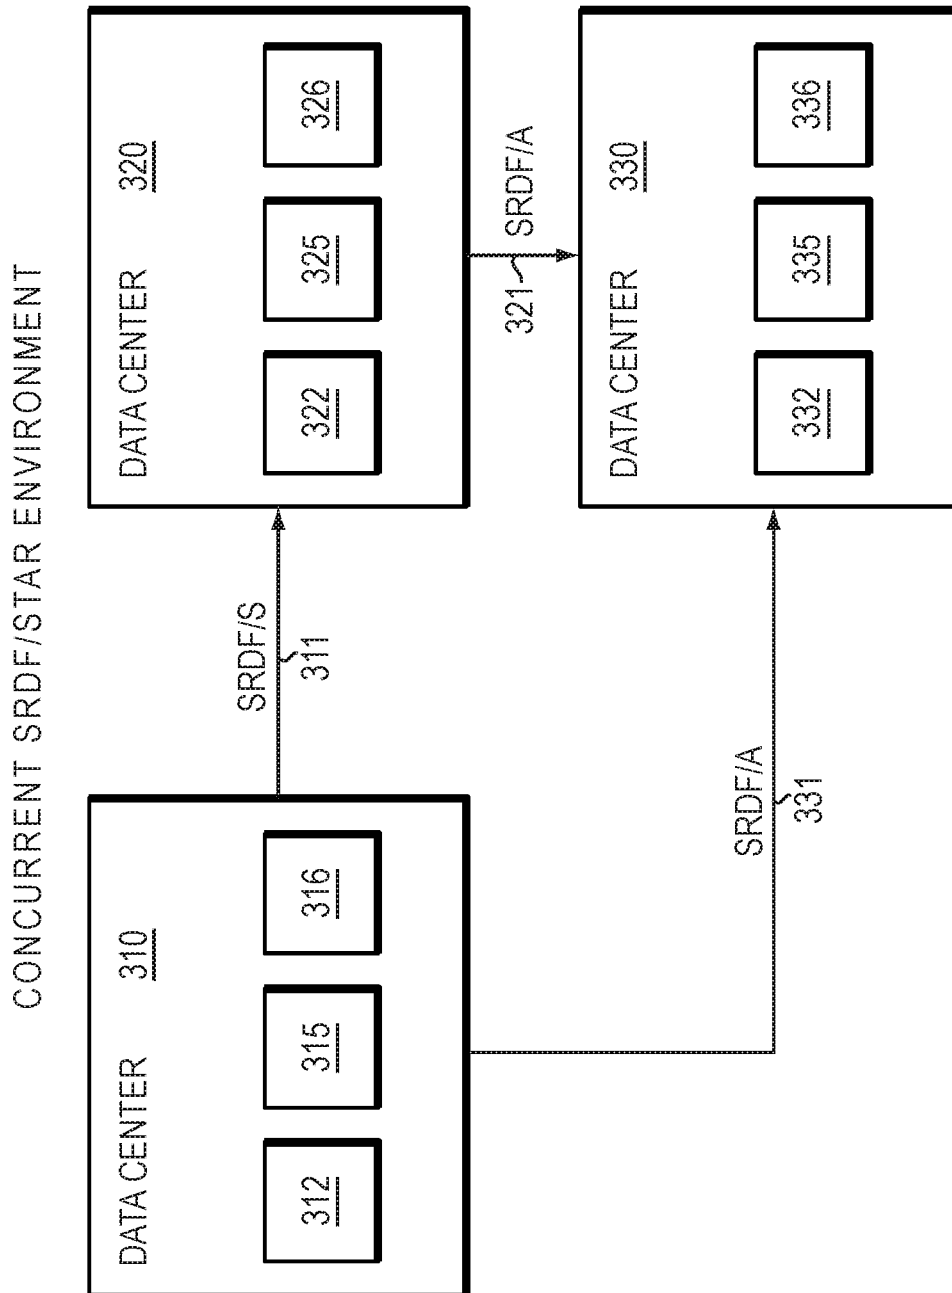 CONCURRENT SRDF/STAR ENVIRONMENT
DATA CENTER
310
312
315
316
SRDF/S
311
DATA CENTER
320
322
325
326
SRDF/A
331
321
SRDF/A
DATA CENTER
330
332
335
336